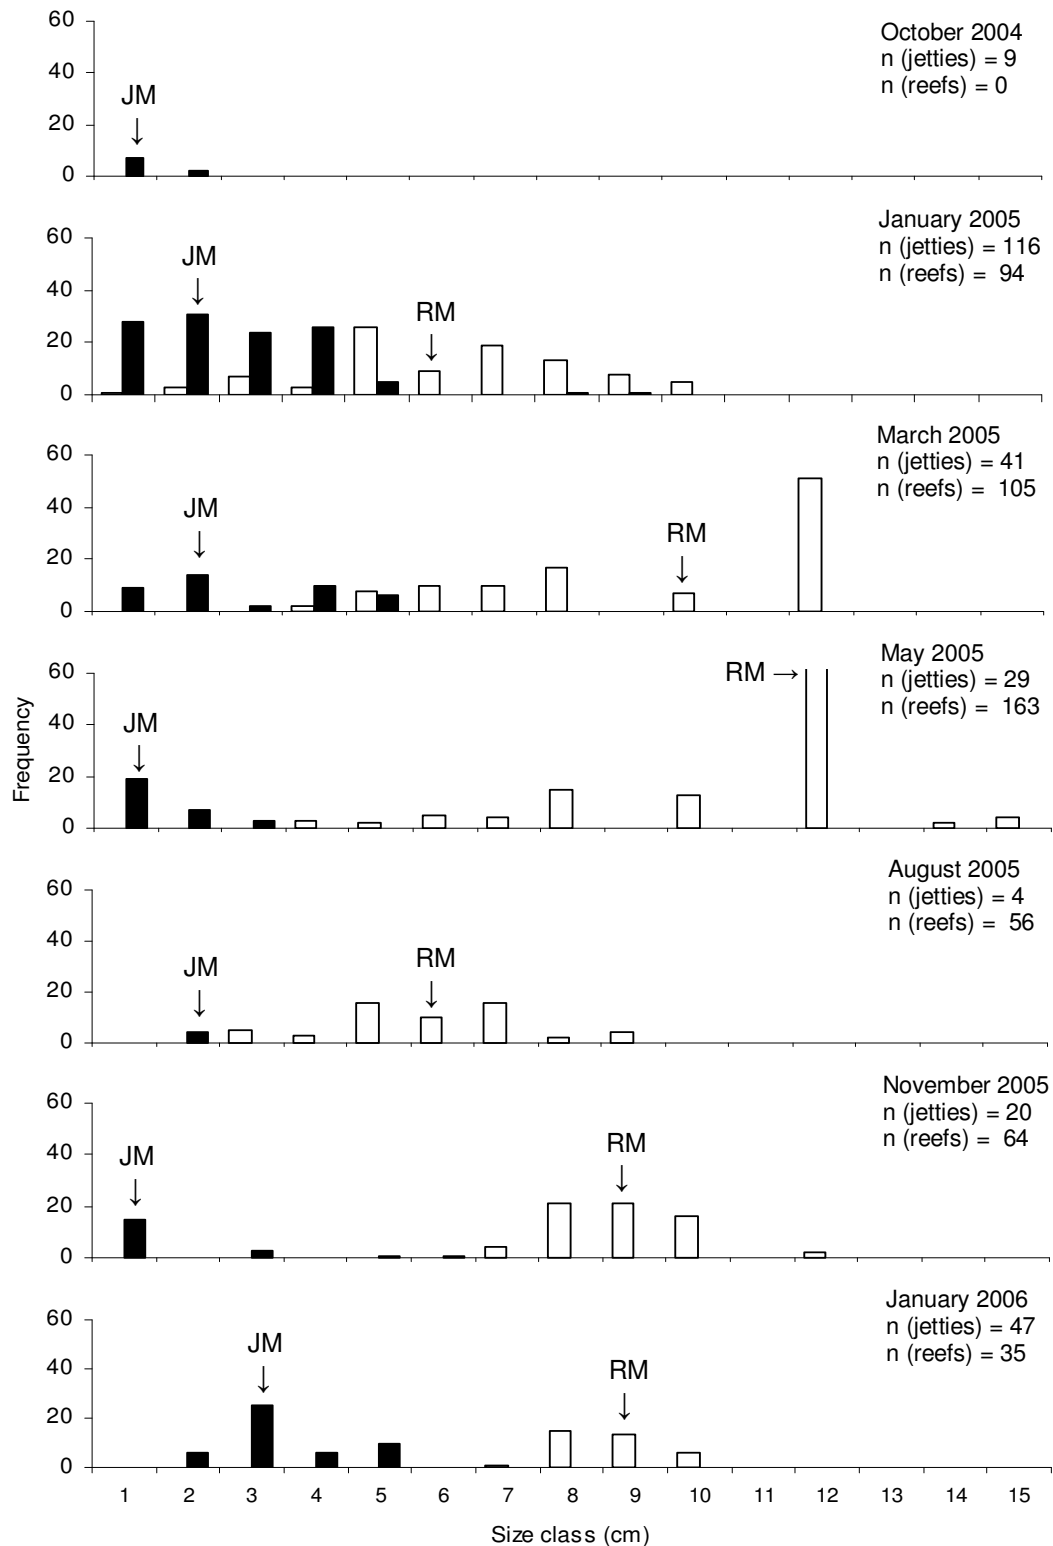 60
40
20
0
JM
October 2004
n (jetties) = 9
n (reefs) = 0
60
40
20
0
JM
RM
January 2005
n (jetties) = 116
n (reefs) = 94
60
40
20
0
JM
RM
March 2005
n (jetties) = 41
n (reefs) = 105
Frequency
60
40
20
0
JM
RM
May 2005
n (jetties) = 29
n (reefs) = 163
60
40
20
0
JM
RM
August 2005
n (jetties) = 4
n (reefs) = 56
60
40
20
0
JM
RM
November 2005
n (jetties) = 20
n (reefs) = 64
60
40
20
0
JM
RM
January 2006
n (jetties) = 47
n (reefs) = 35
1 2 3 4 5 6 7 8 9 10 11 12 13 14 15
Size class (cm)